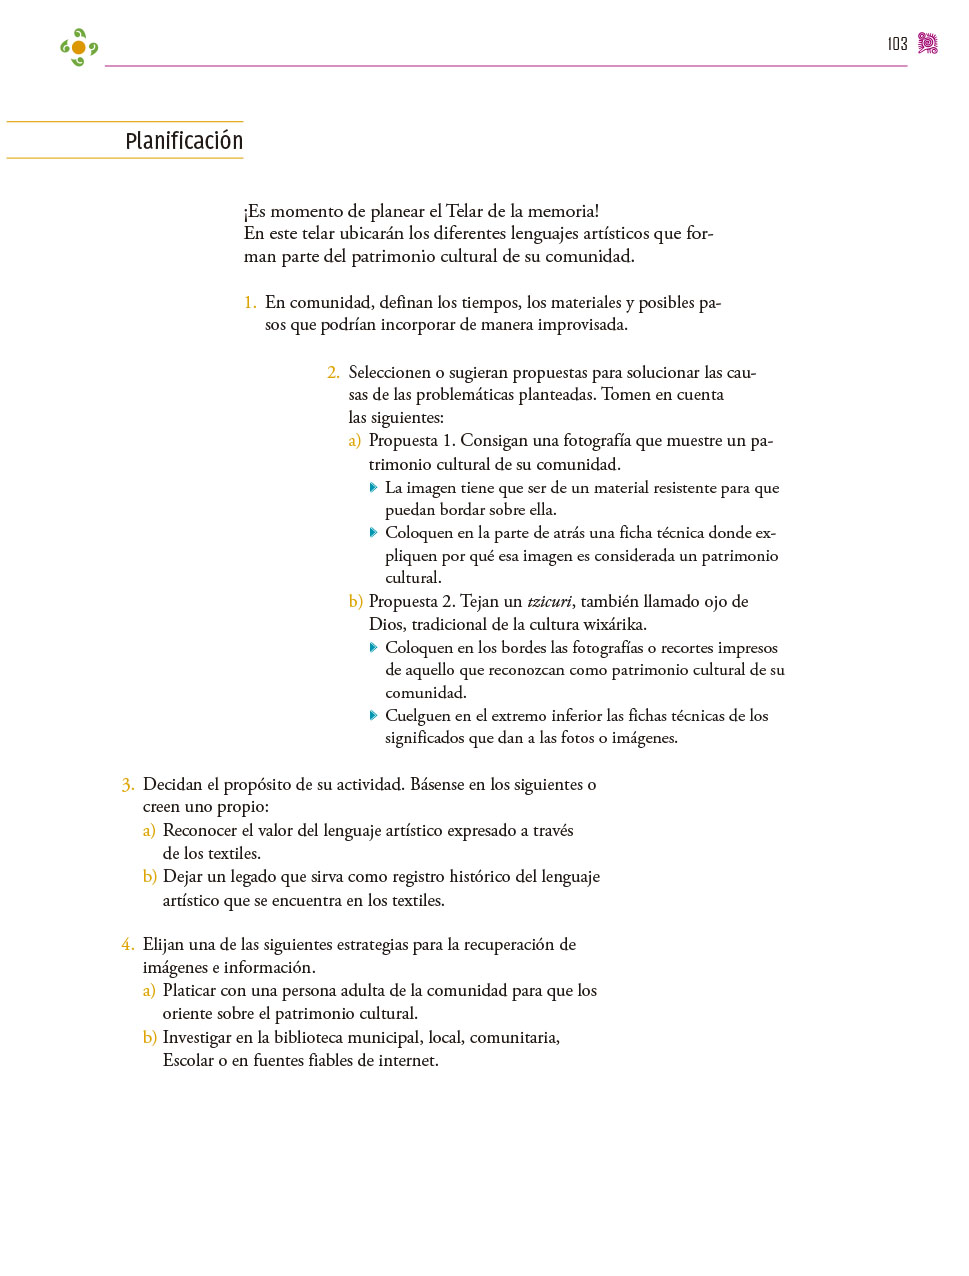 103
Planificación
¡Es momento de planear el Telar de la memoria!
En este telar ubicarán los diferentes lenguajes artísticos que for-
man parte del patrimonio cultural de su comunidad.
1. En comunidad, definan los tiempos, los materiales y posibles pa-
sos que podrían incorporar de manera improvisada.
2. Seleccionen o sugieran propuestas para solucionar las cau-
sas de las problemáticas planteadas. Tomen en cuenta
las siguientes:
a) Propuesta 1. Consigan una fotografía que muestre un pa-
trimonio cultural de su comunidad.
La imagen tiene que ser de un material resistente para que
puedan bordar sobre ella.
Coloquen en la parte de atrás una ficha técnica donde ex-
pliquen por qué esa imagen es considerada un patrimonio
cultural.
b) Propuesta 2. Tejan un tzicuri, también llamado ojo de
Dios, tradicional de la cultura wixárika.
Coloquen en los bordes las fotografías o recortes impresos
de aquello que reconozcan como patrimonio cultural de su
comunidad.
Cuelguen en el extremo inferior las fichas técnicas de los
significados que dan a las fotos o imágenes.
3. Decidan el propósito de su actividad. Básense en los siguientes o
creen uno propio:
a) Reconocer el valor del lenguaje artístico expresado a través
de los textiles.
b) Dejar un legado que sirva como registro histórico del lenguaje
artístico que se encuentra en los textiles.
4. Elijan una de las siguientes estrategias para la recuperación de
imágenes e información.
a) Platicar con una persona adulta de la comunidad para que los
oriente sobre el patrimonio cultural.
b) Investigar en la biblioteca municipal, local, comunitaria,
Escolar o en fuentes fiables de internet.